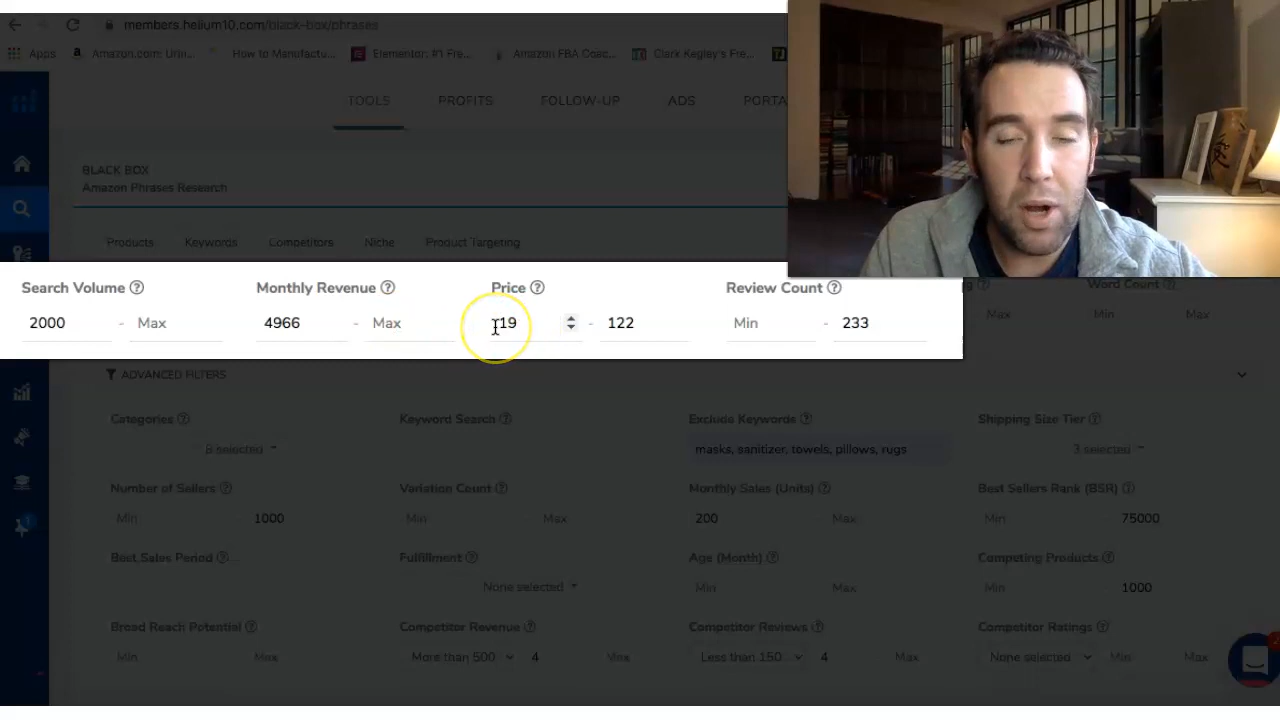 members.helium10.com/black-box/phrases
Apps Amazon.com: Onlin... How to Manufactu... Elementor: #1 Fre... Amazon FBA Coac... Clark Kegley's Fre...
TOOLS PROFITS FOLLOW-UP ADS PORTA
BLACK BOX
Amazon Phrases Research
Products Keywords Competitors Niche Product Targeting
Search Volume Monthly Revenue Price Review Count Word Count
2000 - Max 4966 - Max 19 - 122 Min - 233 Max Min Max
ADVANCED FILTERS
Categories Keyword Search Exclude Keywords Shipping Size Tier
8 selected masks, sanitizer, towels, pillows, rugs 3 selected
Number of Sellers Variation Count Monthly Sales (Units) Best Sellers Rank (BSR)
Min 1000 Min Max 200 Max Min 75000
Best Sales Period Fulfillment Age (Month) Competing Products
None selected Min Max Min 1000
Broad Reach Potential Competitor Revenue Competitor Reviews Competitor Ratings
Min Max More than 500 4 Max Less than 150 4 Max None selected Min Max